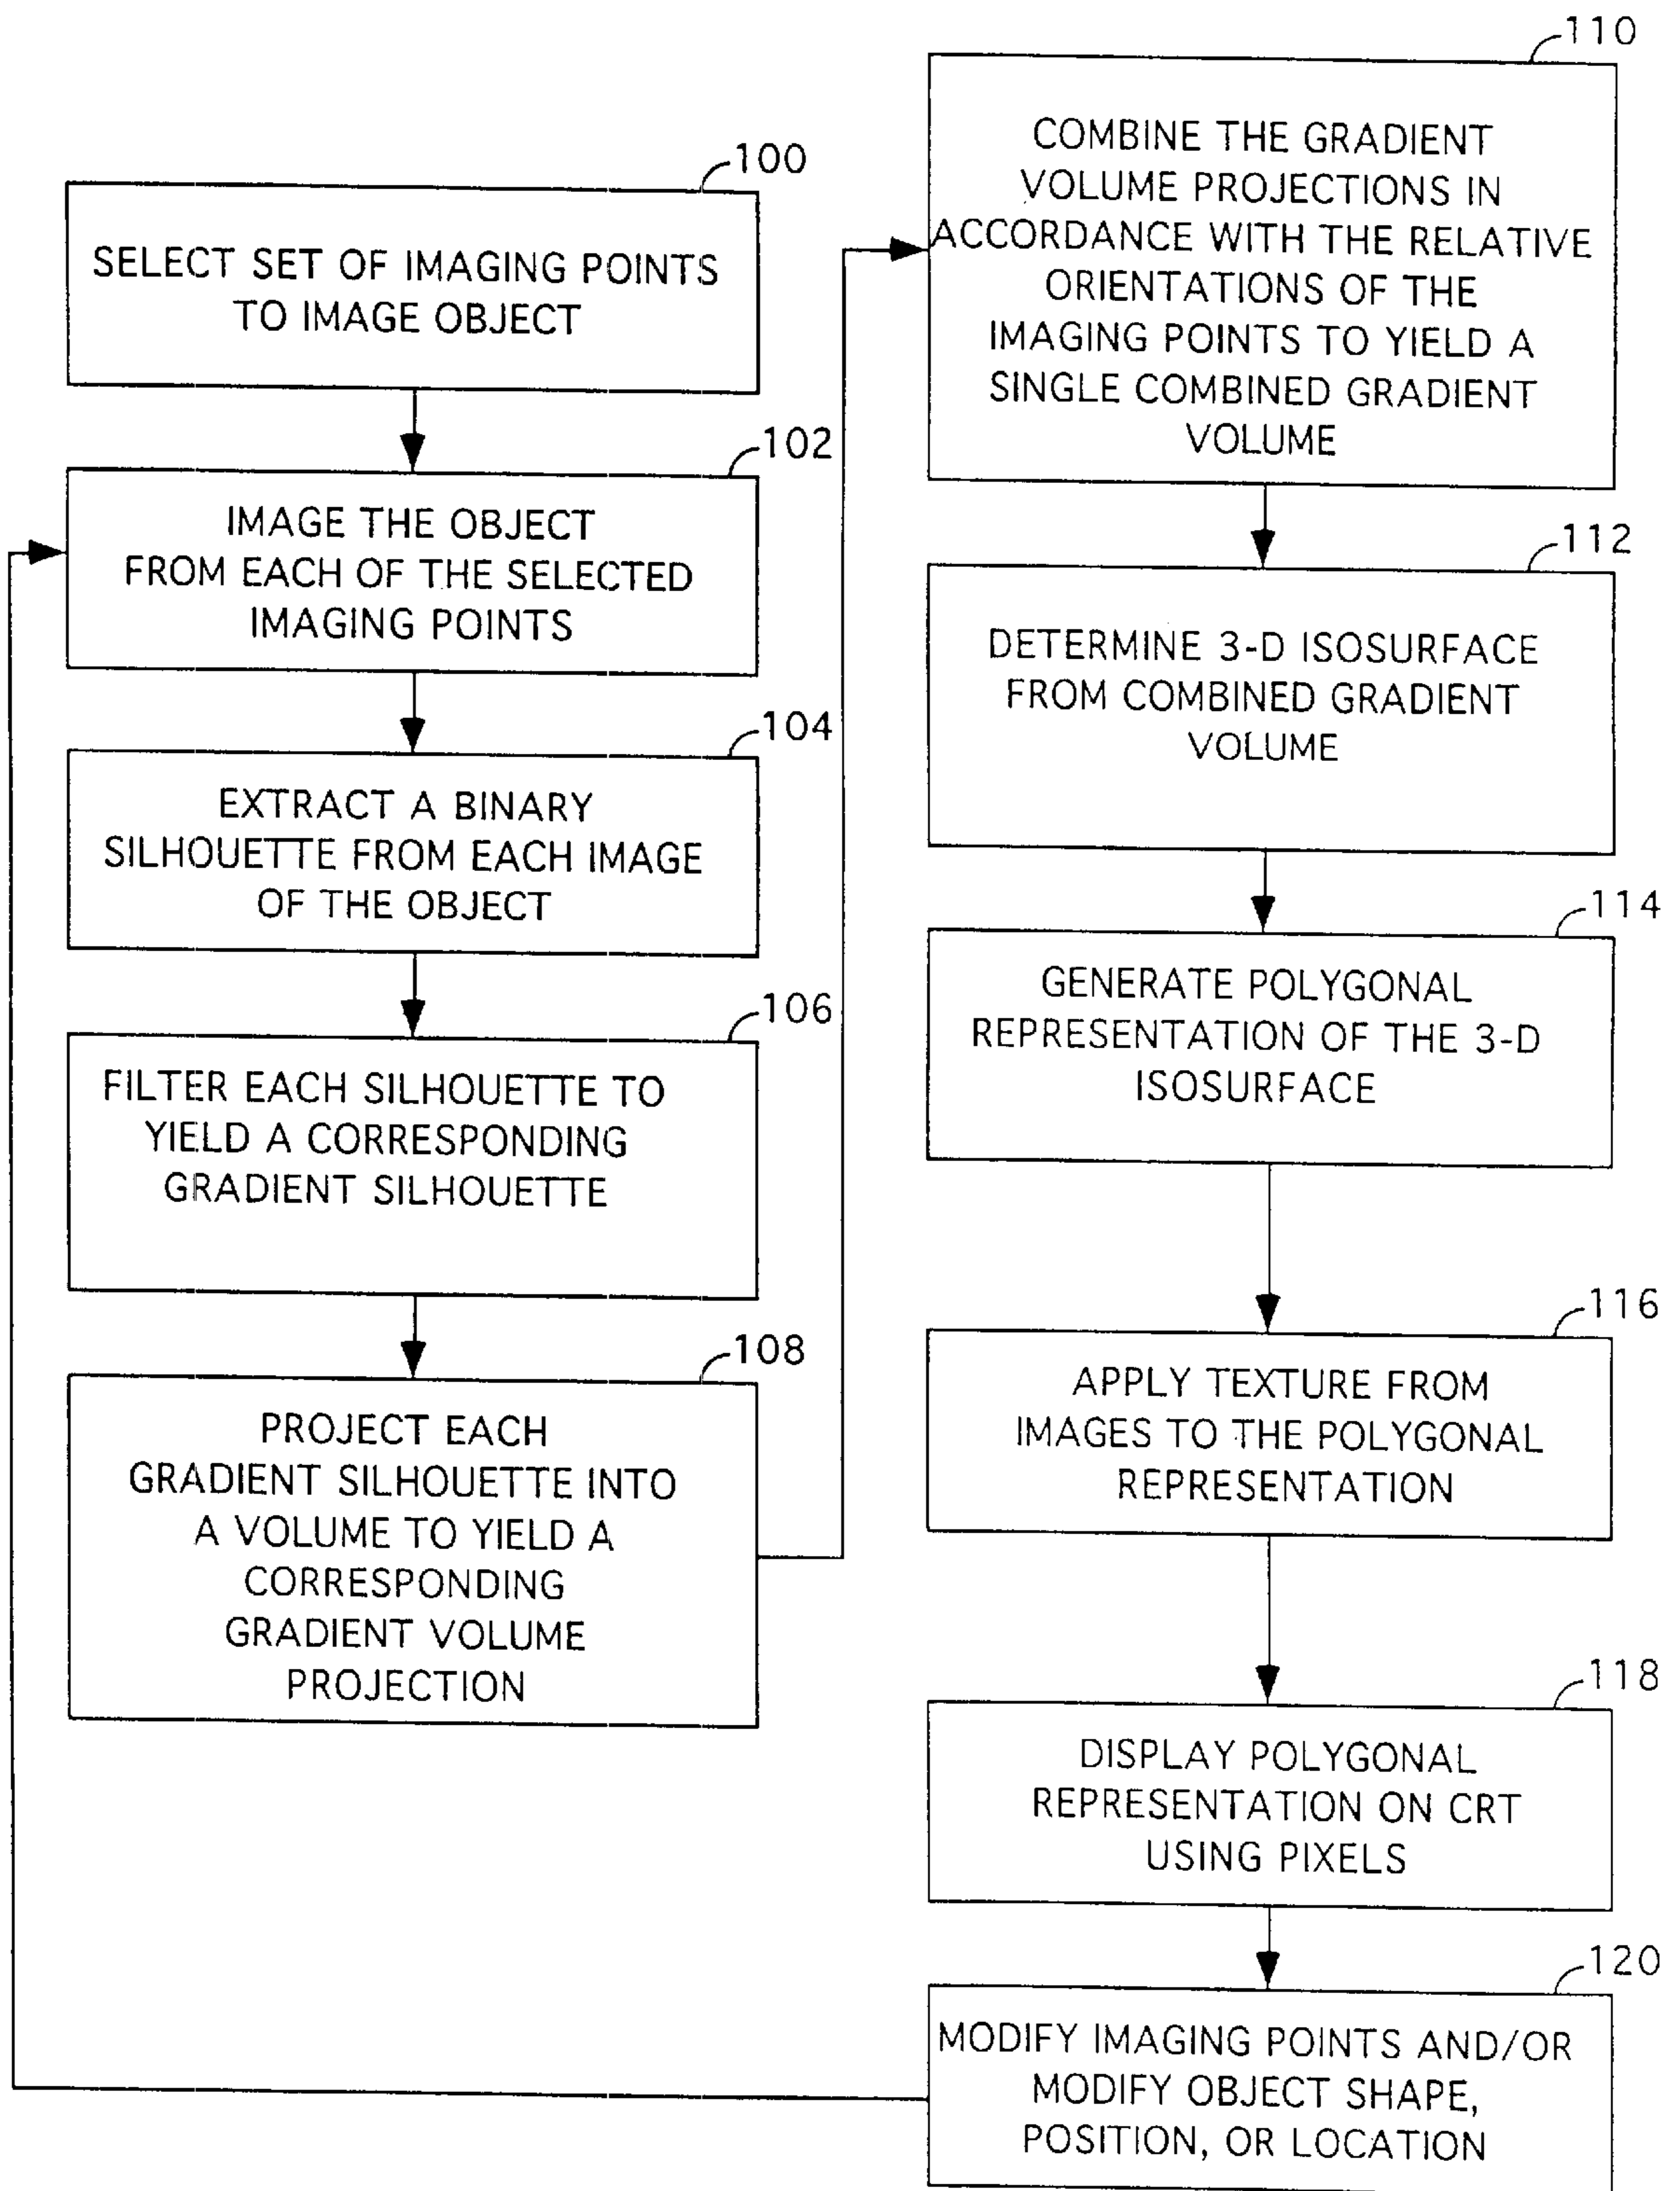 100
SELECT SET OF IMAGING POINTS
TO IMAGE OBJECT
102
IMAGE THE OBJECT
FROM EACH OF THE SELECTED
IMAGING POINTS
104
EXTRACT A BINARY
SILHOUETTE FROM EACH IMAGE
OF THE OBJECT
106
FILTER EACH SILHOUETTE TO
YIELD A CORRESPONDING
GRADIENT SILHOUETTE
108
PROJECT EACH
GRADIENT SILHOUETTE INTO
A VOLUME TO YIELD A
CORRESPONDING
GRADIENT VOLUME
PROJECTION
110
COMBINE THE GRADIENT
VOLUME PROJECTIONS IN
ACCORDANCE WITH THE RELATIVE
ORIENTATIONS OF THE
IMAGING POINTS TO YIELD A
SINGLE COMBINED GRADIENT
VOLUME
112
DETERMINE 3-D ISOSURFACE
FROM COMBINED GRADIENT
VOLUME
114
GENERATE POLYGONAL
REPRESENTATION OF THE 3-D
ISOSURFACE
116
APPLY TEXTURE FROM
IMAGES TO THE POLYGONAL
REPRESENTATION
118
DISPLAY POLYGONAL
REPRESENTATION ON CRT
USING PIXELS
120
MODIFY IMAGING POINTS AND/OR
MODIFY OBJECT SHAPE,
POSITION, OR LOCATION